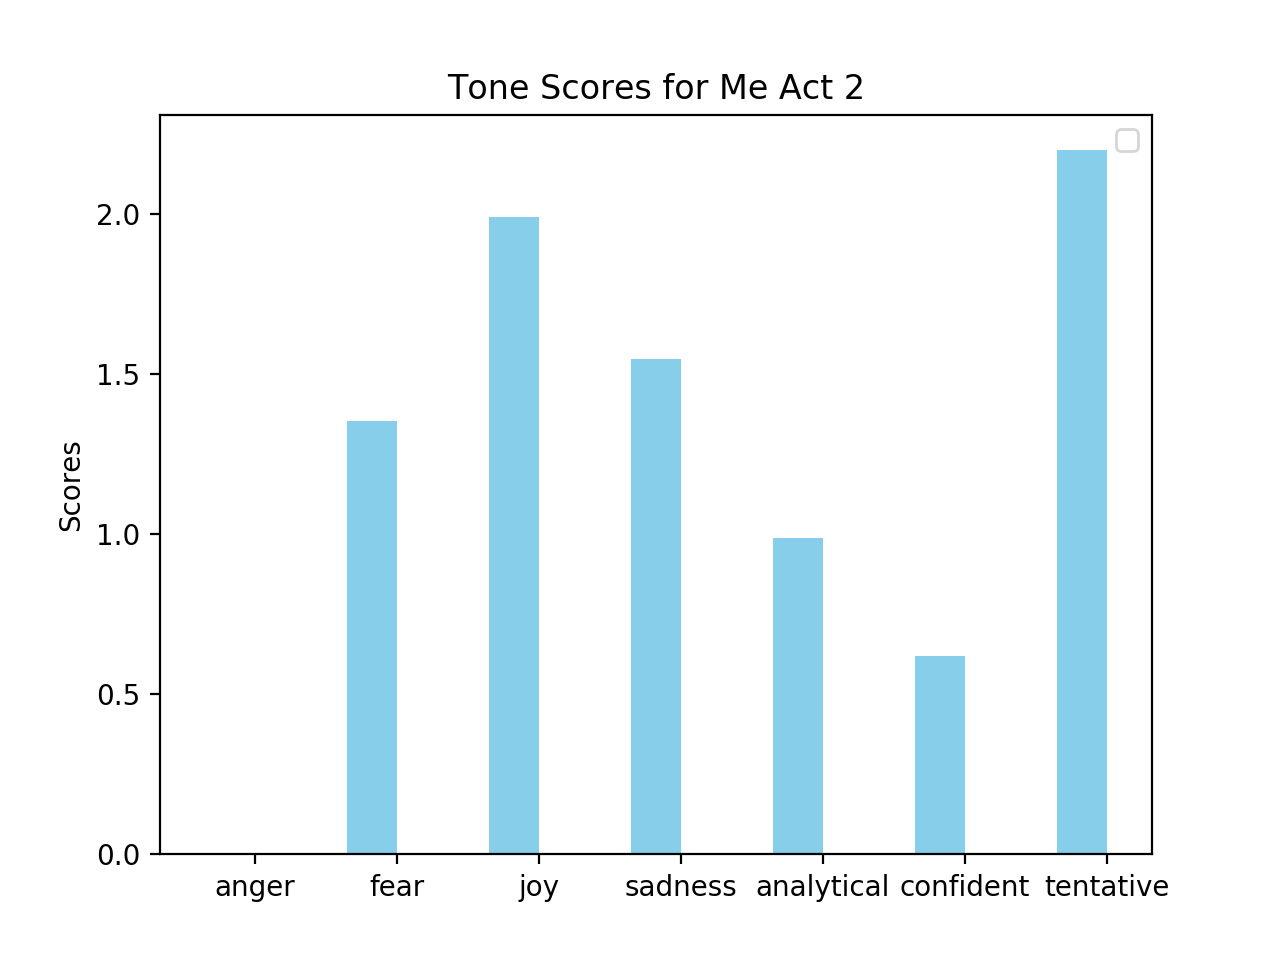 Tone Scores for Me Act 2
2.0
1.5
1.0
0.5
0.0
Scores
anger fear joy sadness analytical confident tentative